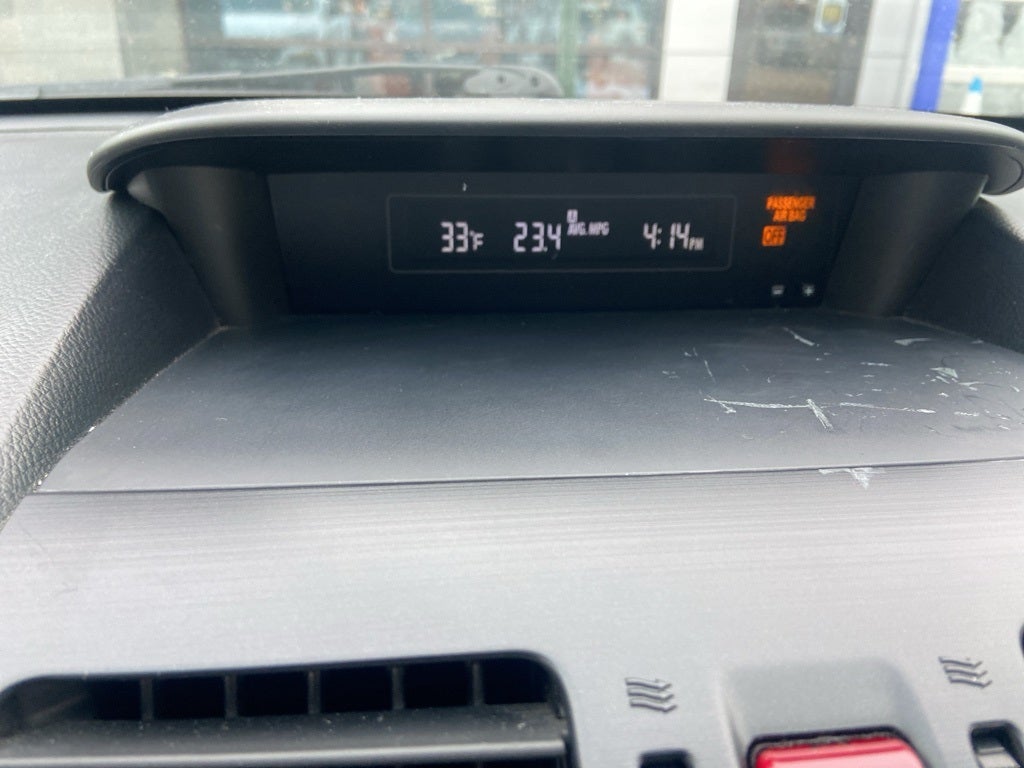 33°F 23.4 A AVG.MPG 4:14PM
PASSENGER
AIR BAG
OFF
- +